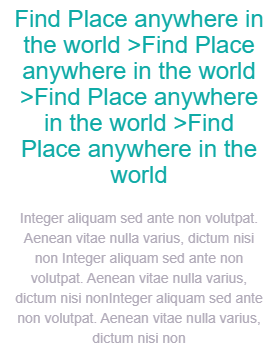 Find Place anywhere in
the world >Find Place
anywhere in the world
>Find Place anywhere
in the world >Find
Place anywhere in the
world
Integer aliquam sed ante non volutpat.
Aenean vitae nulla varius, dictum nisi
non Integer aliquam sed ante non
volutpat. Aenean vitae nulla varius,
dictum nisi nonInteger aliquam sed ante
non volutpat. Aenean vitae nulla varius,
dictum nisi non